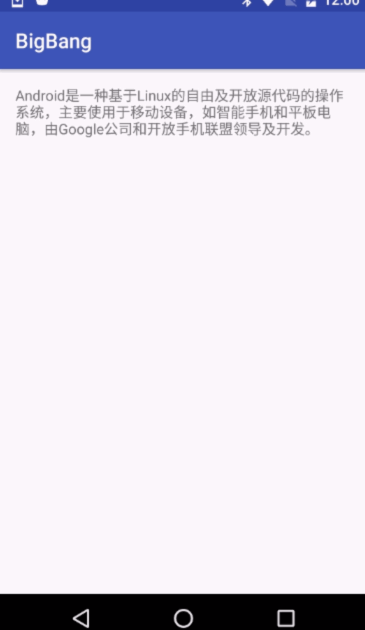 12:00
BigBang
Android是一种基于Linux的自由及开放源代码的操作
系统，主要使用于移动设备，如智能手机和平板电
脑，由Google公司和开放手机联盟领导及开发。